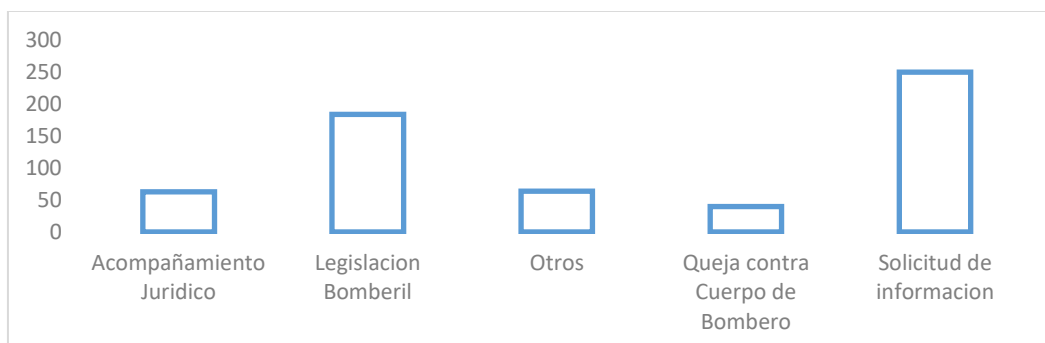 300
250
200
150
100
50
0
Acompañamiento
Juridico
Legislacion
Bomberil
Otros
Queja contra
Cuerpo de
Bombero
Solicitud de
informacion